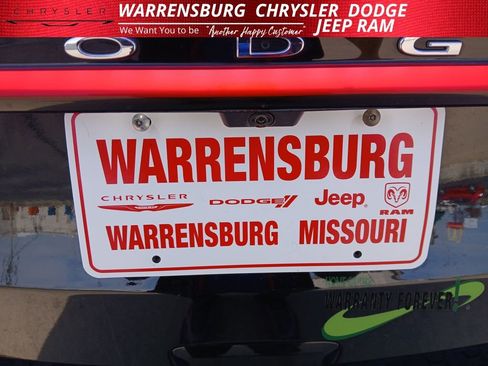 CHRYSLER
WARRENSBURG CHRYSLER DODGE
JEEP RAM
We Want You to be "Another Happy Customer"
O D G
WARRENSBURG
CHRYSLER DODGE Jeep RAM
WARRENSBURG MISSOURI
WARRANTY FOREVER!